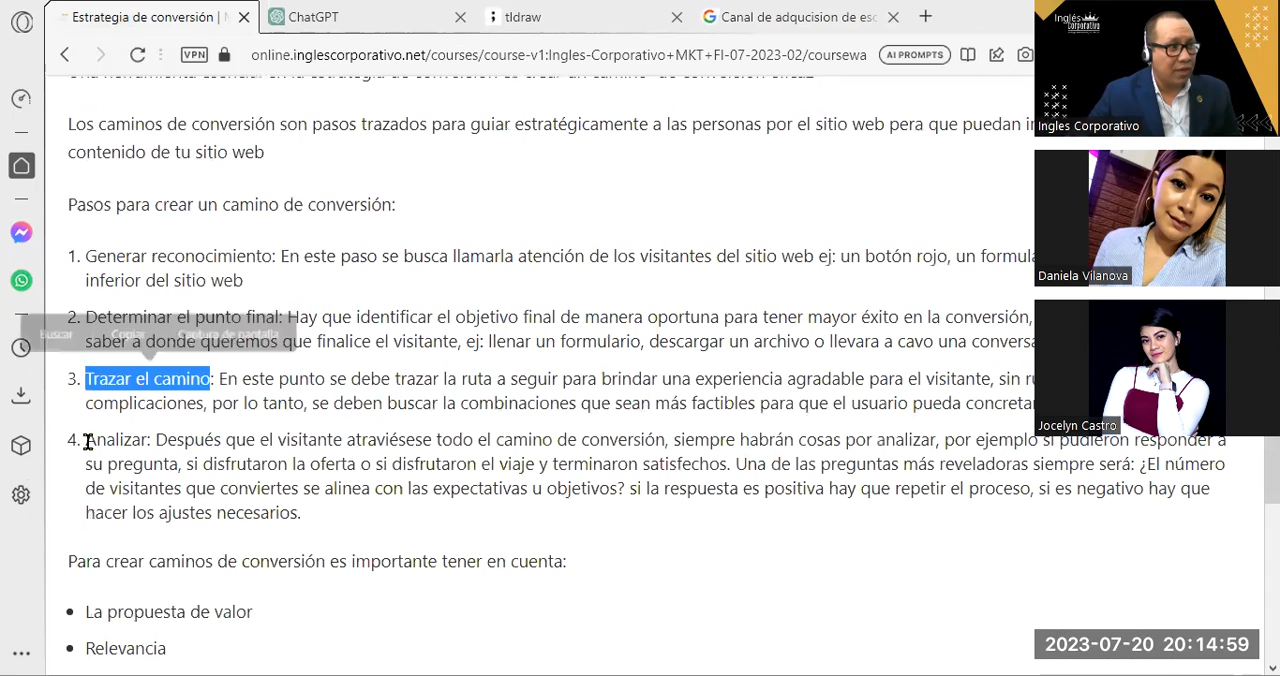 Estrategia de conversión |
ChatGPT
tldraw
Canal de adqucision de esc
VPN
online.inglescorporativo.net/courses/course-v1:Ingles-Corporativo+MKT+FI-07-2023-02/coursewa
AI PROMPTS
Los caminos de conversión son pasos trazados para guiar estratégicamente a las personas por el sitio web pera que puedan
contenido de tu sitio web
Pasos para crear un camino de conversión:
1. Generar reconocimiento: En este paso se busca llamarla atención de los visitantes del sitio web ej: un botón rojo, un formula
inferior del sitio web
2. Determinar el punto final: Hay que identificar el objetivo final de manera oportuna para tener mayor éxito en la conversión,
Buscar Copiar Captura de pantalla
saber a donde queremos que finalice el visitante, ej: llenar un formulario, descargar un archivo o llevara a cavo una conversa
3. Trazar el camino: En este punto se debe trazar la ruta a seguir para brindar una experiencia agradable para el visitante, sin
complicaciones, por lo tanto, se deben buscar la combinaciones que sean más factibles para que el usuario pueda concreta
4. Analizar: Después que el visitante atraviésese todo el camino de conversión, siempre habrán cosas por analizar, por ejemplo si pudieron responder a
su pregunta, si disfrutaron la oferta o si disfrutaron el viaje y terminaron satisfechos. Una de las preguntas más reveladoras siempre será: ¿El número
de visitantes que conviertes se alinea con las expectativas u objetivos? si la respuesta es positiva hay que repetir el proceso, si es negativo hay que
hacer los ajustes necesarios.
Para crear caminos de conversión es importante tener en cuenta:
• La propuesta de valor
• Relevancia
Inglés
corporativo
Ingles Corporativo
Daniela Vilanova
Jocelyn Castro
2023-07-20 20:14:59